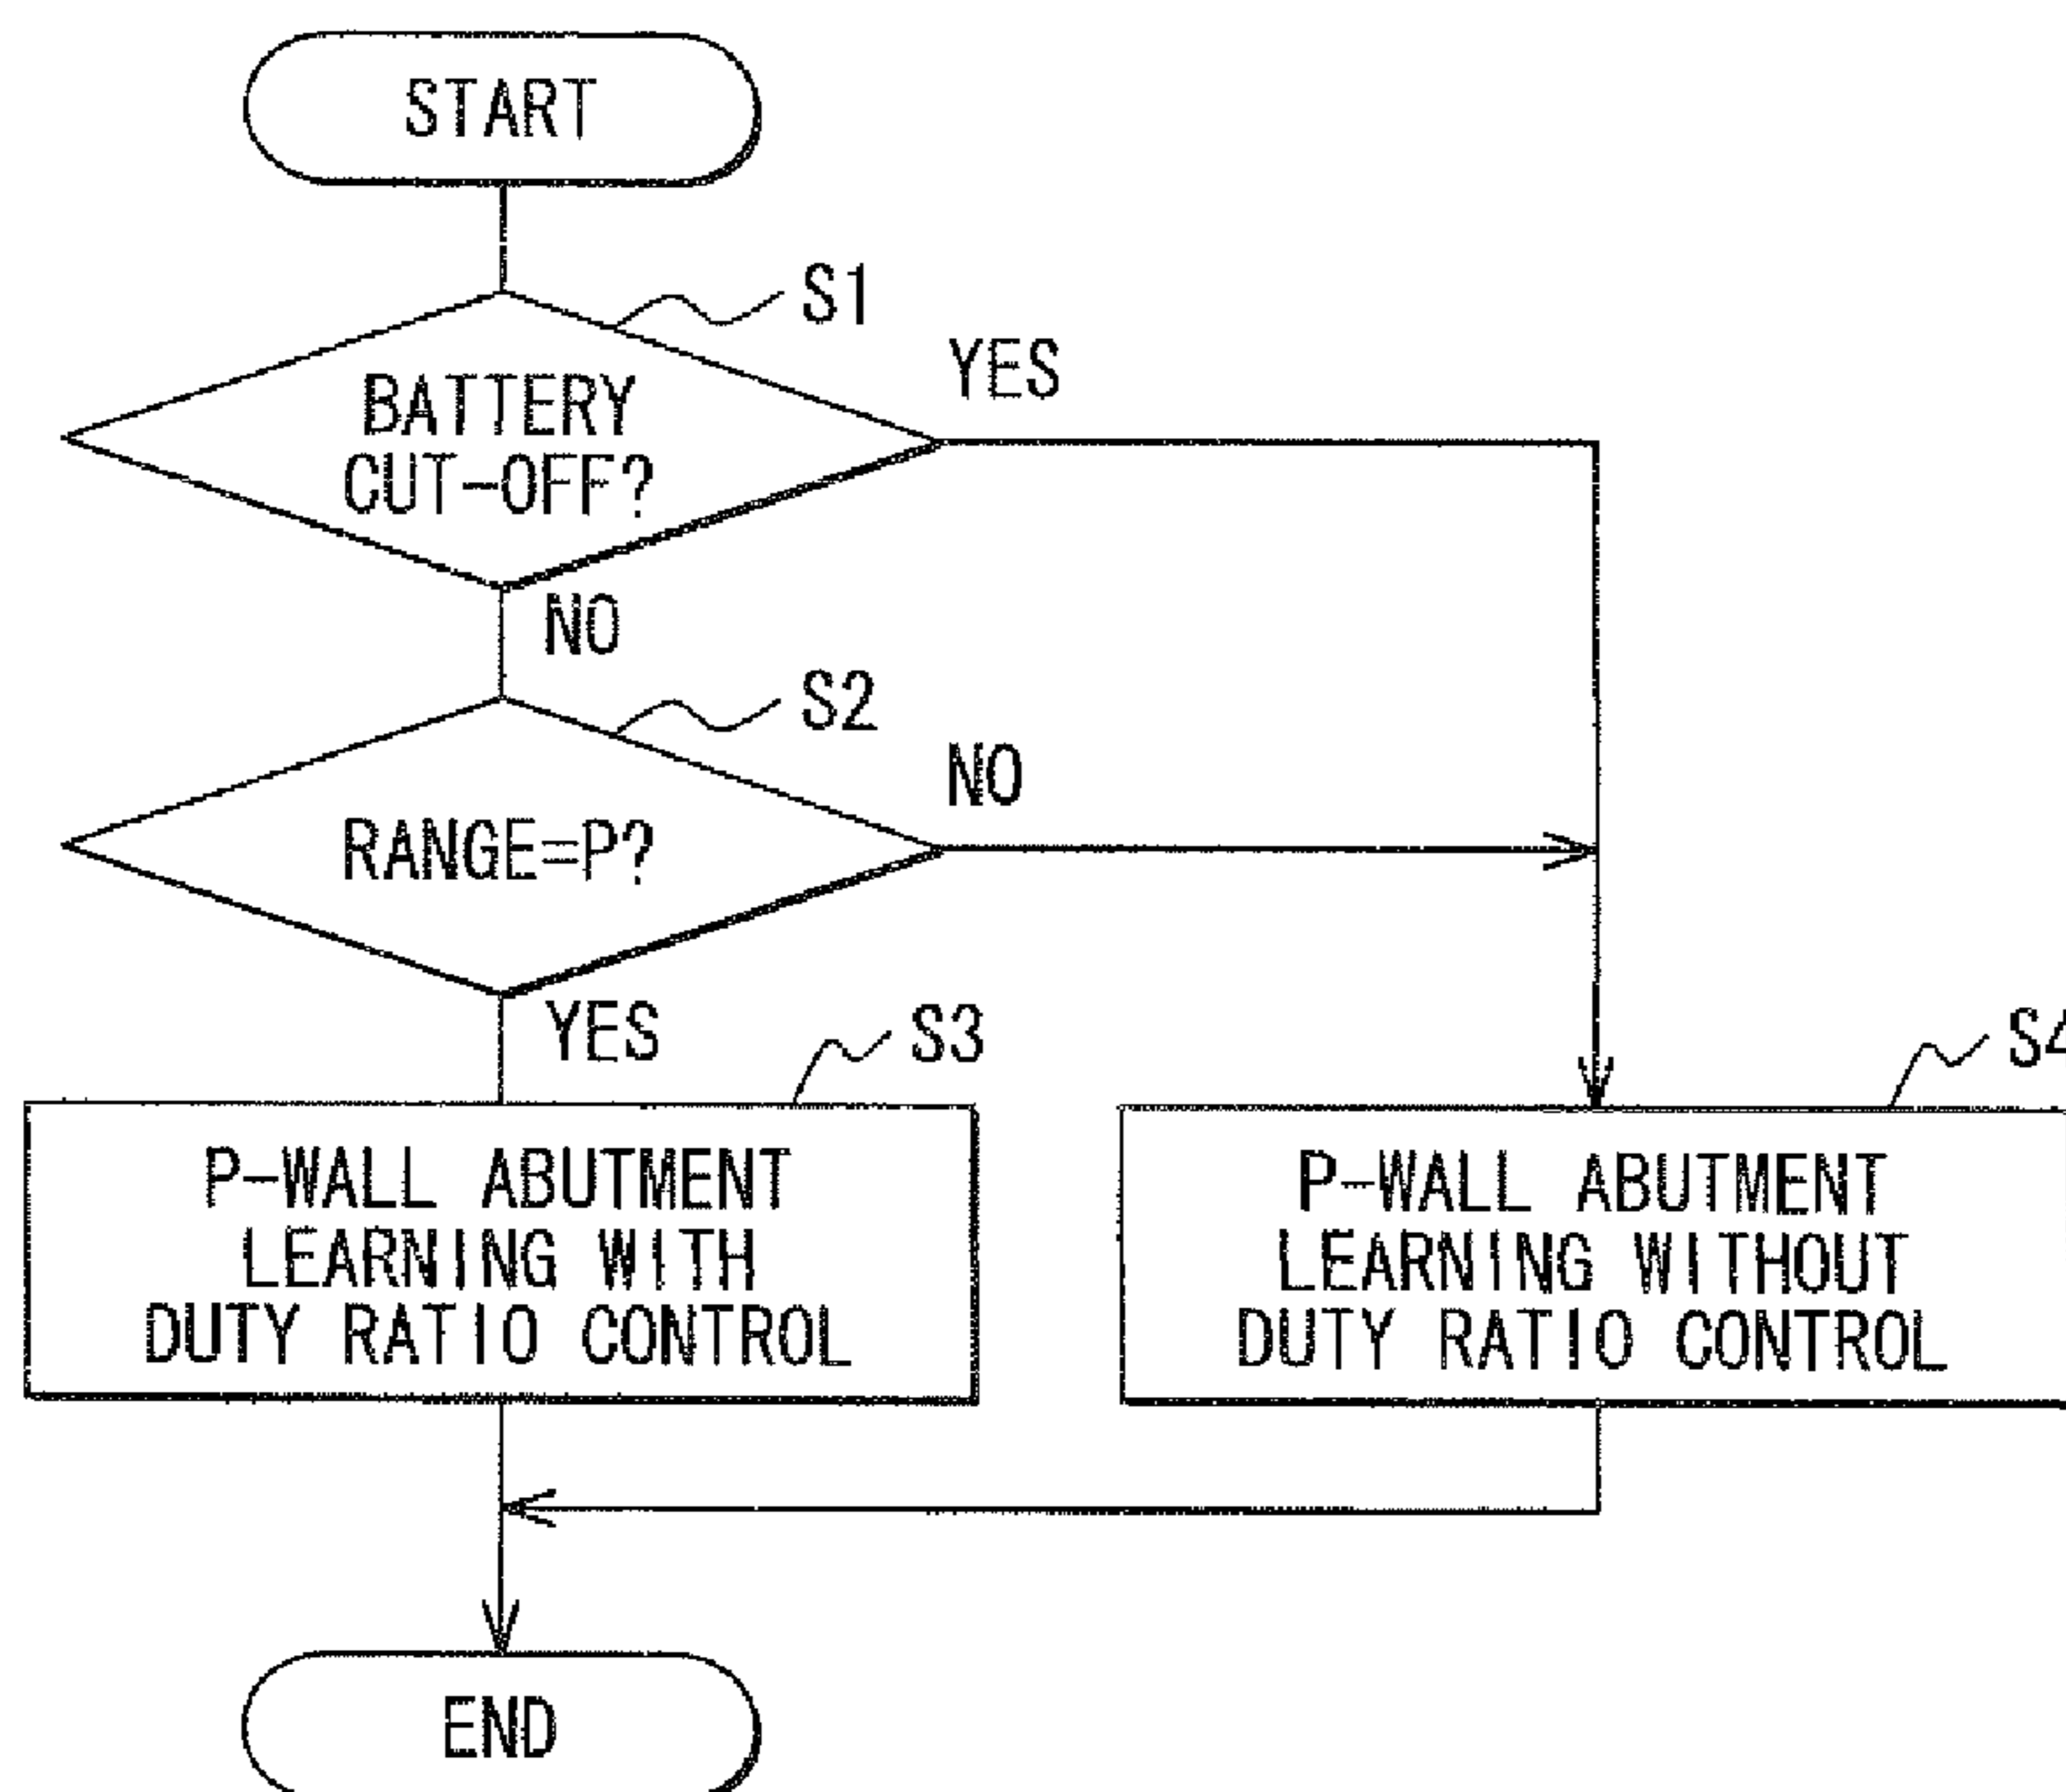 START
S1
BATTERY
CUT-OFF?
YES
NO
S2
RANGE=P?
NO
YES
S3
P-WALL ABUTMENT
LEARNING WITH
DUTY RATIO CONTROL
S4
P-WALL ABUTMENT
LEARNING WITHOUT
DUTY RATIO CONTROL
END